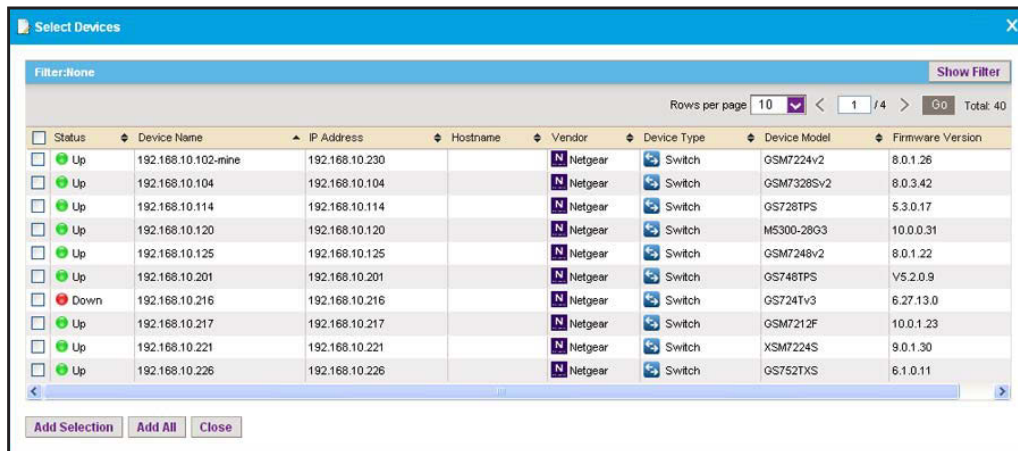 Select Devices X
Filter:None Show Filter
Rows per page 10 < 1 / 4 > Go Total: 40
Status Device Name IP Address Hostname Vendor Device Type Device Model Firmware Version
Up 192.168.10.102-mine 192.168.10.230 N Netgear Switch GSM7224v2 8.0.1.26
Up 192.168.10.104 192.168.10.104 N Netgear Switch GSM7328Sv2 8.0.3.42
Up 192.168.10.114 192.168.10.114 N Netgear Switch GS728TPS 5.3.0.17
Up 192.168.10.120 192.168.10.120 N Netgear Switch M5300-28G3 10.0.0.31
Up 192.168.10.125 192.168.10.125 N Netgear Switch GSM7248v2 8.0.1.22
Up 192.168.10.201 192.168.10.201 N Netgear Switch GS748TPS V5.2.0.9
Down 192.168.10.216 192.168.10.216 N Netgear Switch GS724Tv3 6.27.13.0
Up 192.168.10.217 192.168.10.217 N Netgear Switch GSM7212F 10.0.1.23
Up 192.168.10.221 192.168.10.221 N Netgear Switch XSM7224S 9.0.1.30
Up 192.168.10.226 192.168.10.226 N Netgear Switch GS752TXS 6.1.0.11
Add Selection Add All Close